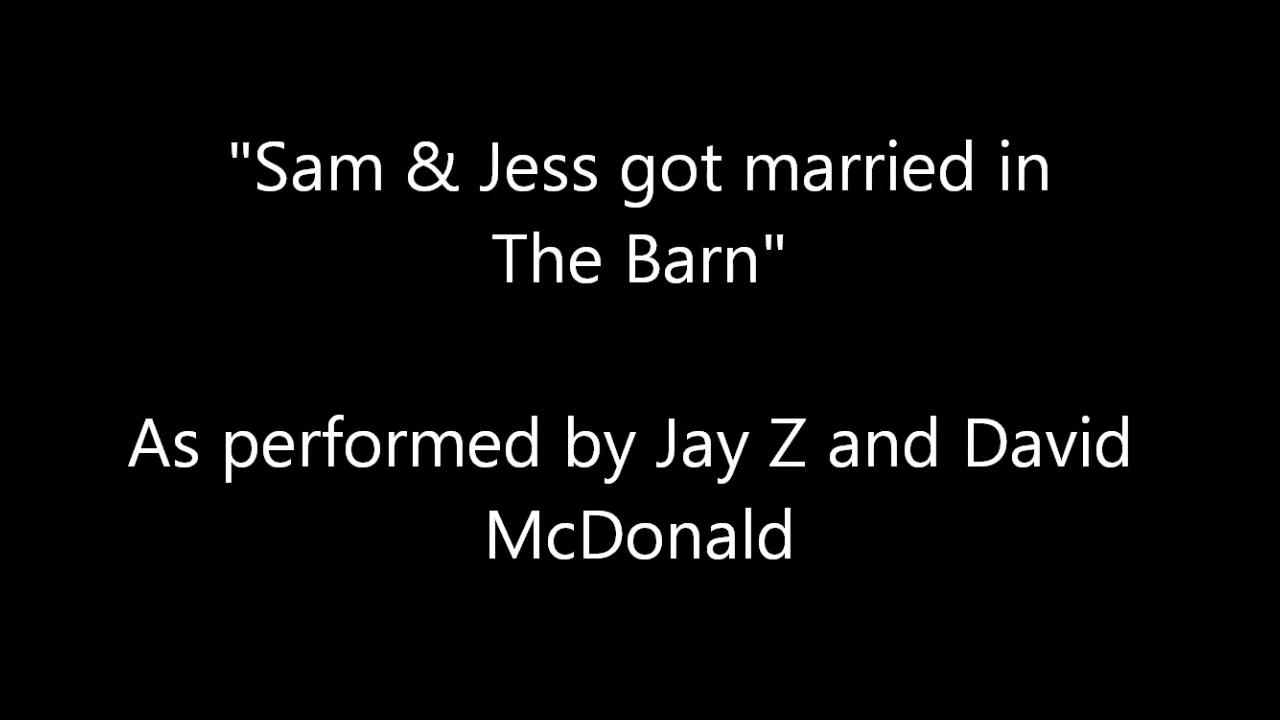 "Sam & Jess got married in
The Barn"
As performed by Jay Z and David
McDonald